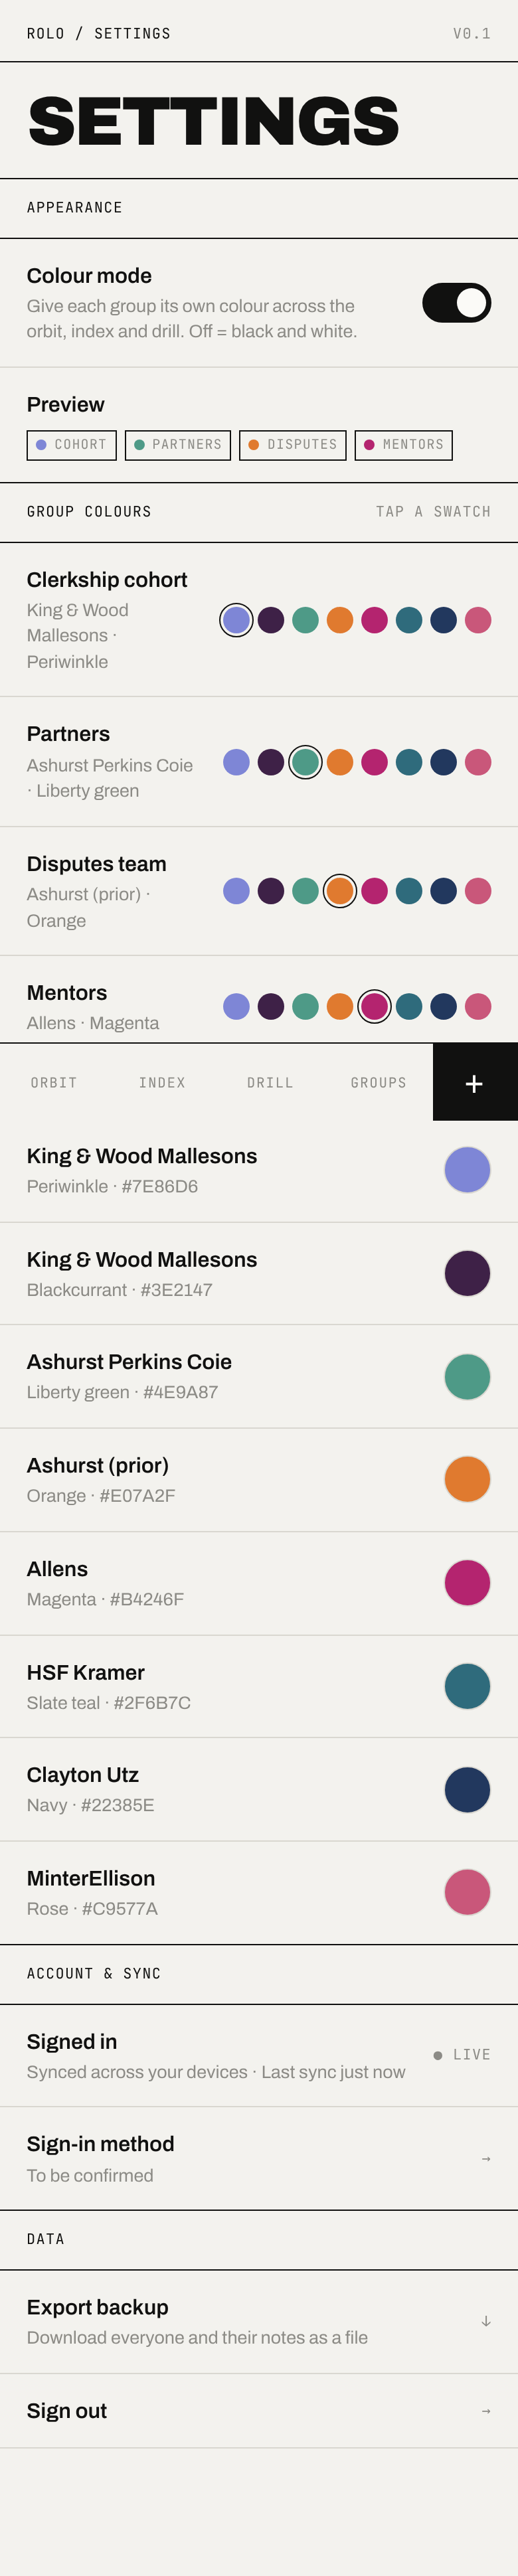 ROLO / SETTINGS
V0.1
SETTINGS
APPEARANCE
Colour mode
Give each group its own colour across the
orbit, index and drill. Off = black and white.
Preview
COHORT
PARTNERS
DISPUTES
MENTORS
GROUP COLOURS
TAP A SWATCH
Clerkship cohort
King & Wood
Mallesons ·
Periwinkle
Partners
Ashurst Perkins Coie
· Liberty green
Disputes team
Ashurst (prior) ·
Orange
Mentors
Allens · Magenta
ORBIT
INDEX
DRILL
GROUPS
+
King & Wood Mallesons
Periwinkle · #7E86D6
King & Wood Mallesons
Blackcurrant · #3E2147
Ashurst Perkins Coie
Liberty green · #4E9A87
Ashurst (prior)
Orange · #E07A2F
Allens
Magenta · #B4246F
HSF Kramer
Slate teal · #2F6B7C
Clayton Utz
Navy · #22385E
MinterEllison
Rose · #C9577A
ACCOUNT & SYNC
Signed in
Synced across your devices · Last sync just now
● LIVE
Sign-in method
To be confirmed
→
DATA
Export backup
Download everyone and their notes as a file
↓
Sign out
→